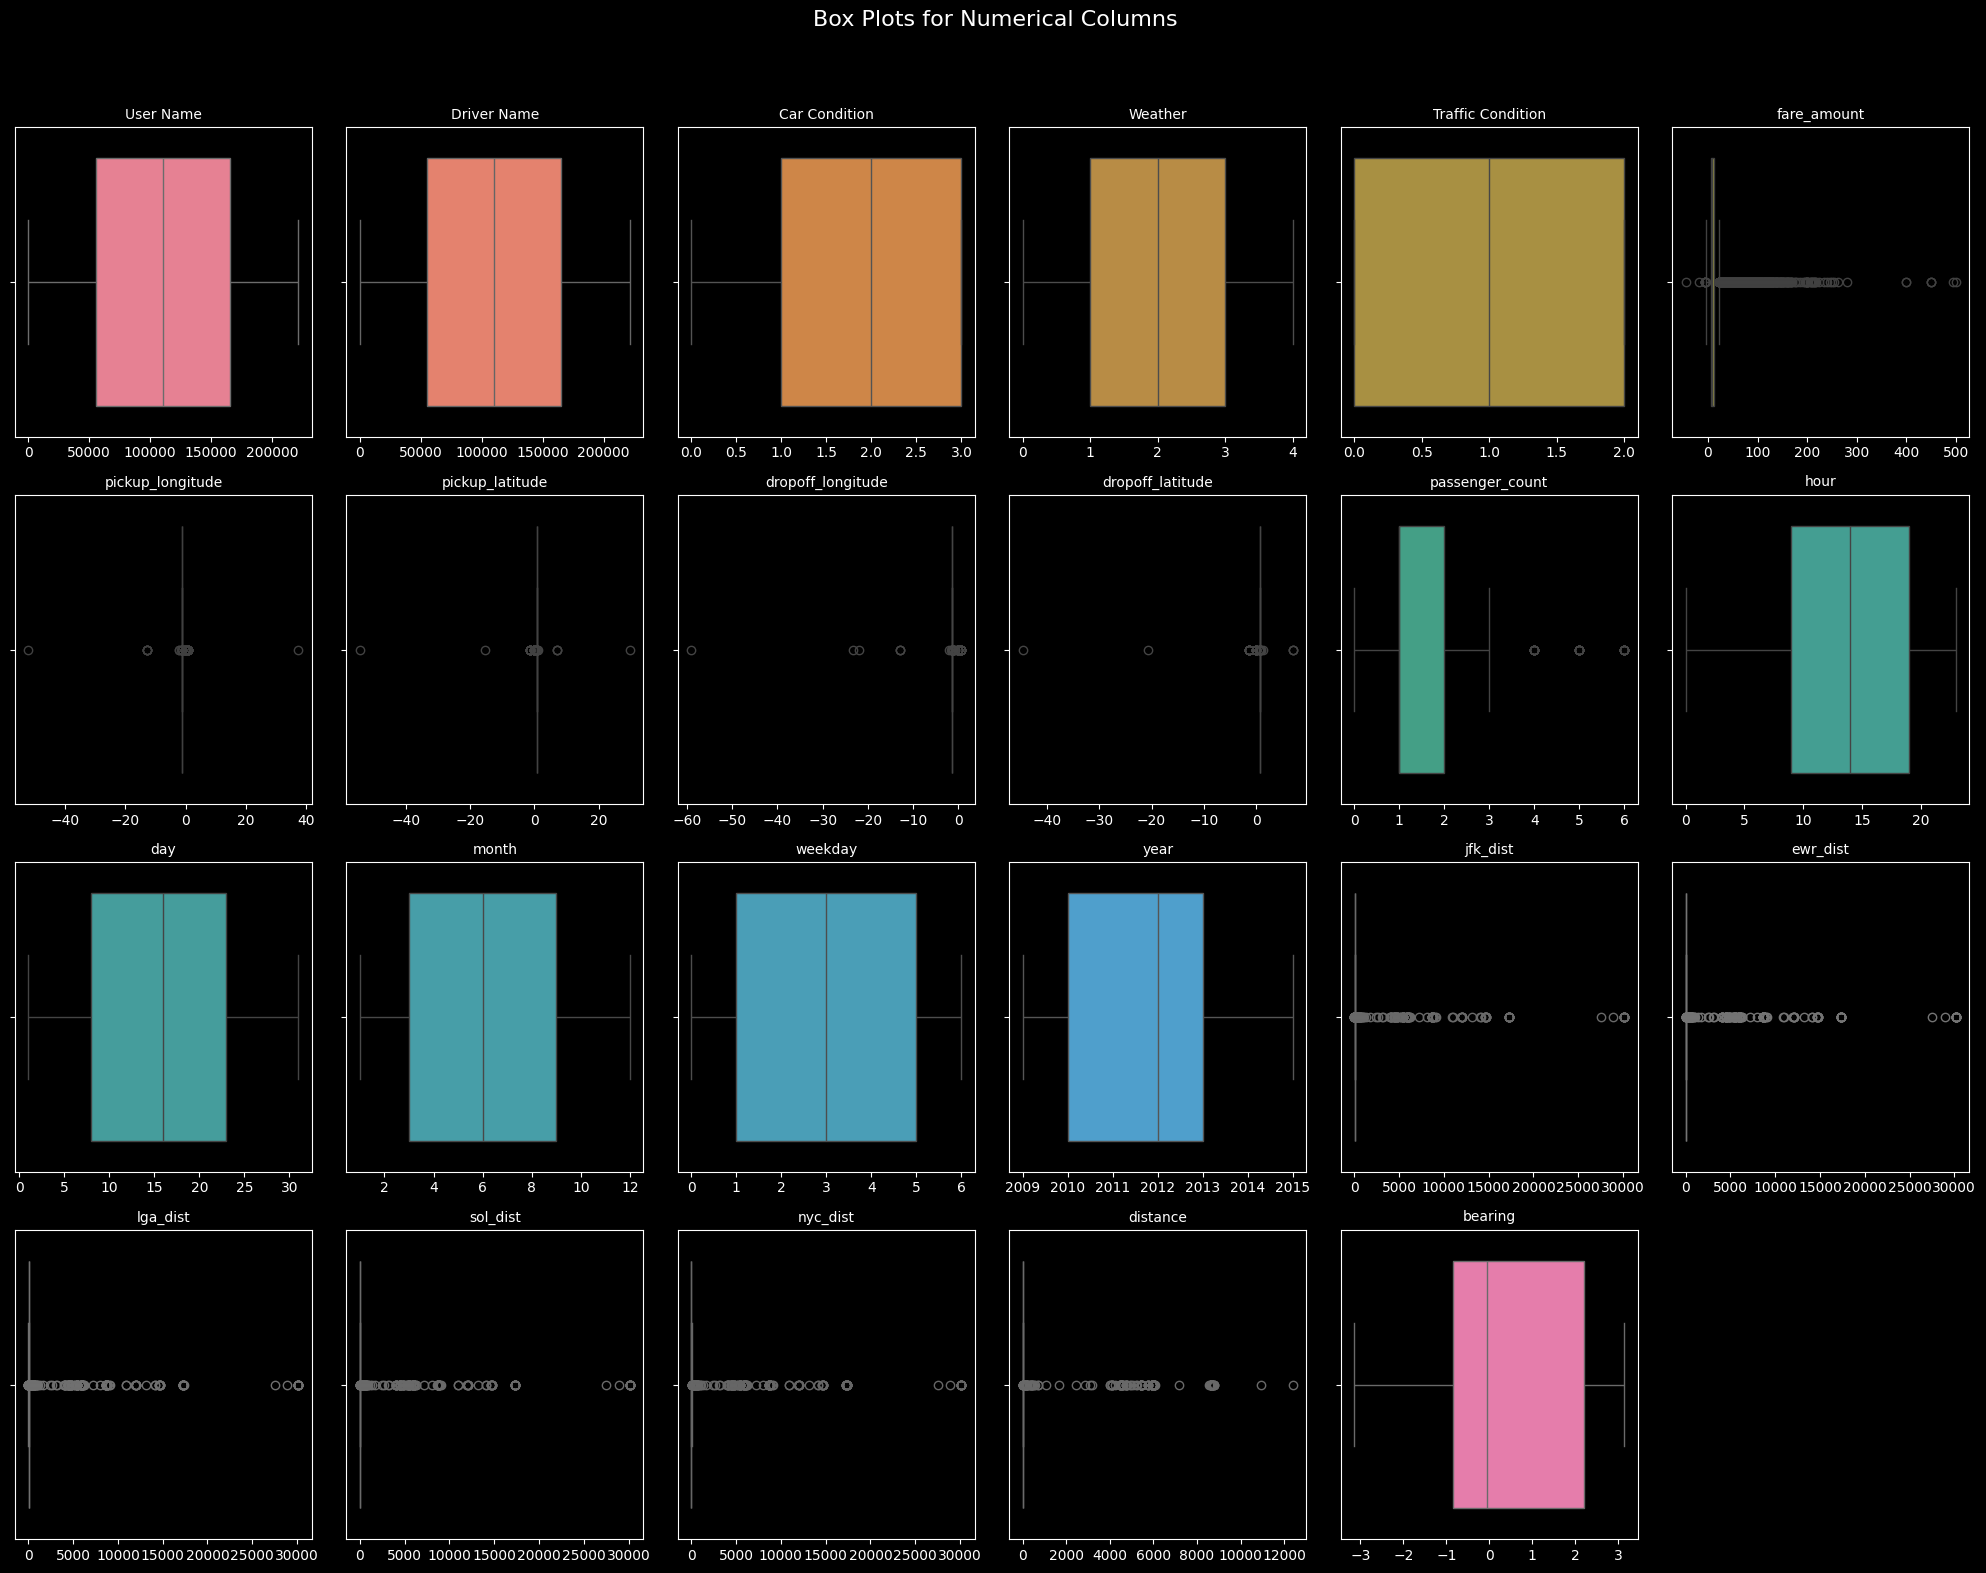 Box Plots for Numerical Columns
User Name Driver Name Car Condition Weather Traffic Condition fare_amount
0 50000 100000 150000 200000 0 50000 100000 150000 200000 0.0 0.5 1.0 1.5 2.0 2.5 3.0 0 1 2 3 4 0.0 0.5 1.0 1.5 2.0 0 100 200 300 400 500
pickup_longitude pickup_latitude dropoff_longitude dropoff_latitude passenger_count hour
−40 −20 0 20 40 −40 −20 0 20 −60 −50 −40 −30 −20 −10 0 −40 −20 0 0 1 2 3 4 5 6 0 5 10 15 20
day month weekday year jfk_dist ewr_dist
0 5 10 15 20 25 30 2 4 6 8 10 12 0 1 2 3 4 5 6 2009 2010 2011 2012 2013 2014 2015 0 5000 10000 15000 20000 25000 30000 0 5000 10000 15000 20000 25000 30000
lga_dist sol_dist nyc_dist distance bearing
0 5000 10000 15000 20000 25000 30000 0 5000 10000 15000 20000 25000 30000 0 5000 10000 15000 20000 25000 30000 0 2000 4000 6000 8000 10000 12000 −3 −2 −1 0 1 2 3